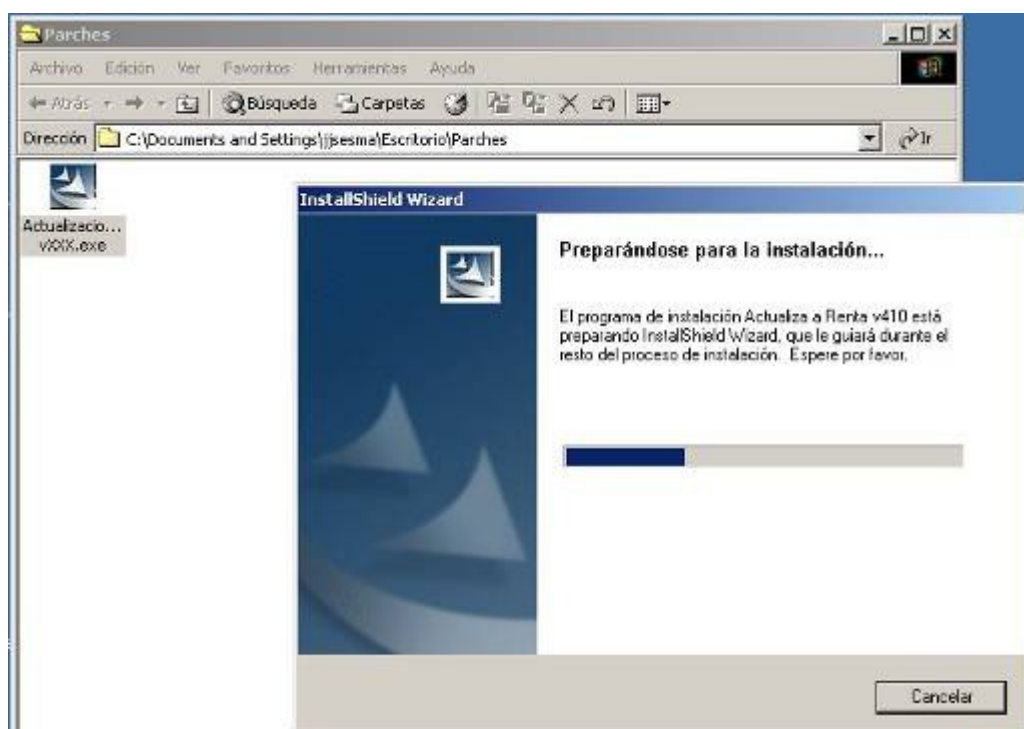 Parches
Archivo Edición Ver Favoritos Herramientas Ayuda
Atrás Búsqueda Carpetas
Dirección C:\Documents and Settings\jjsesma\Escritorio\Parches Ir
Actualizacio...
vXXX.exe
InstallShield Wizard
Preparándose para la instalación...
El programa de instalación Actualiza a Renta v410 está
preparando InstallShield Wizard, que le guiará durante el
resto del proceso de instalación. Espere por favor.
Cancelar